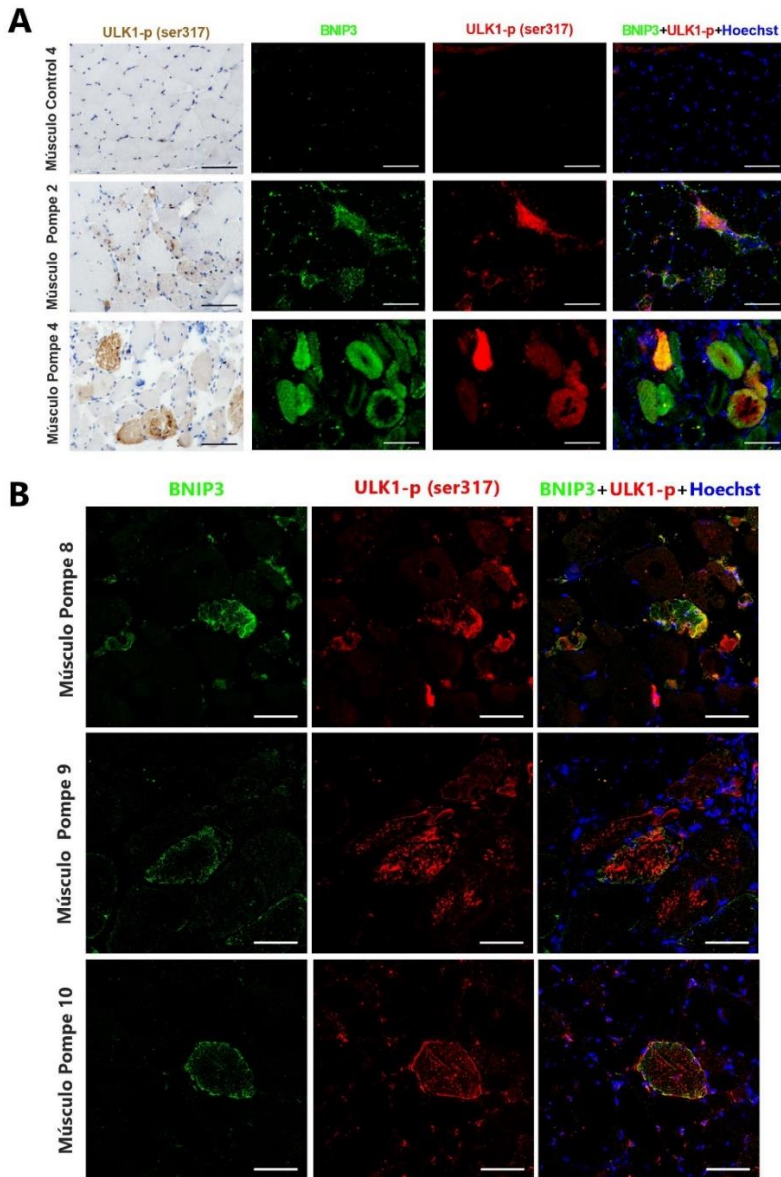 A
ULK1-p (ser317) BNIP3 ULK1-p (ser317) BNIP3+ULK1-p+Hoechst
Músculo Control 4
Músculo Pompe 2
Músculo Pompe 4
B
BNIP3 ULK1-p (ser317) BNIP3+ULK1-p+Hoechst
Músculo Pompe 8
Músculo Pompe 9
Músculo Pompe 10